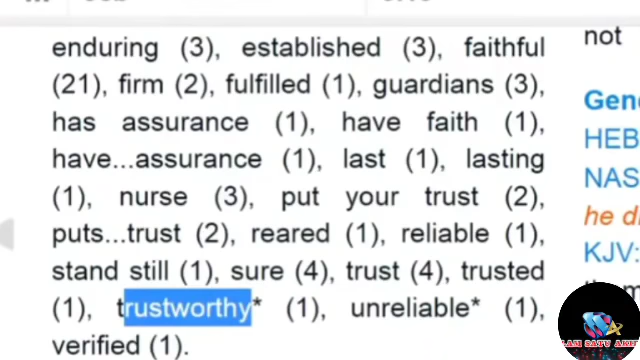 enduring (3), established (3), faithful
(21), firm (2), fulfilled (1), guardians (3),
has assurance (1), have faith (1),
have...assurance (1), last (1), lasting
(1), nurse (3), put your trust (2),
puts...trust (2), reared (1), reliable (1),
stand still (1), sure (4), trust (4), trusted
(1), trustworthy* (1), unreliable* (1),
verified (1).
not
Gen
HEB
NAS
he di
KJV: